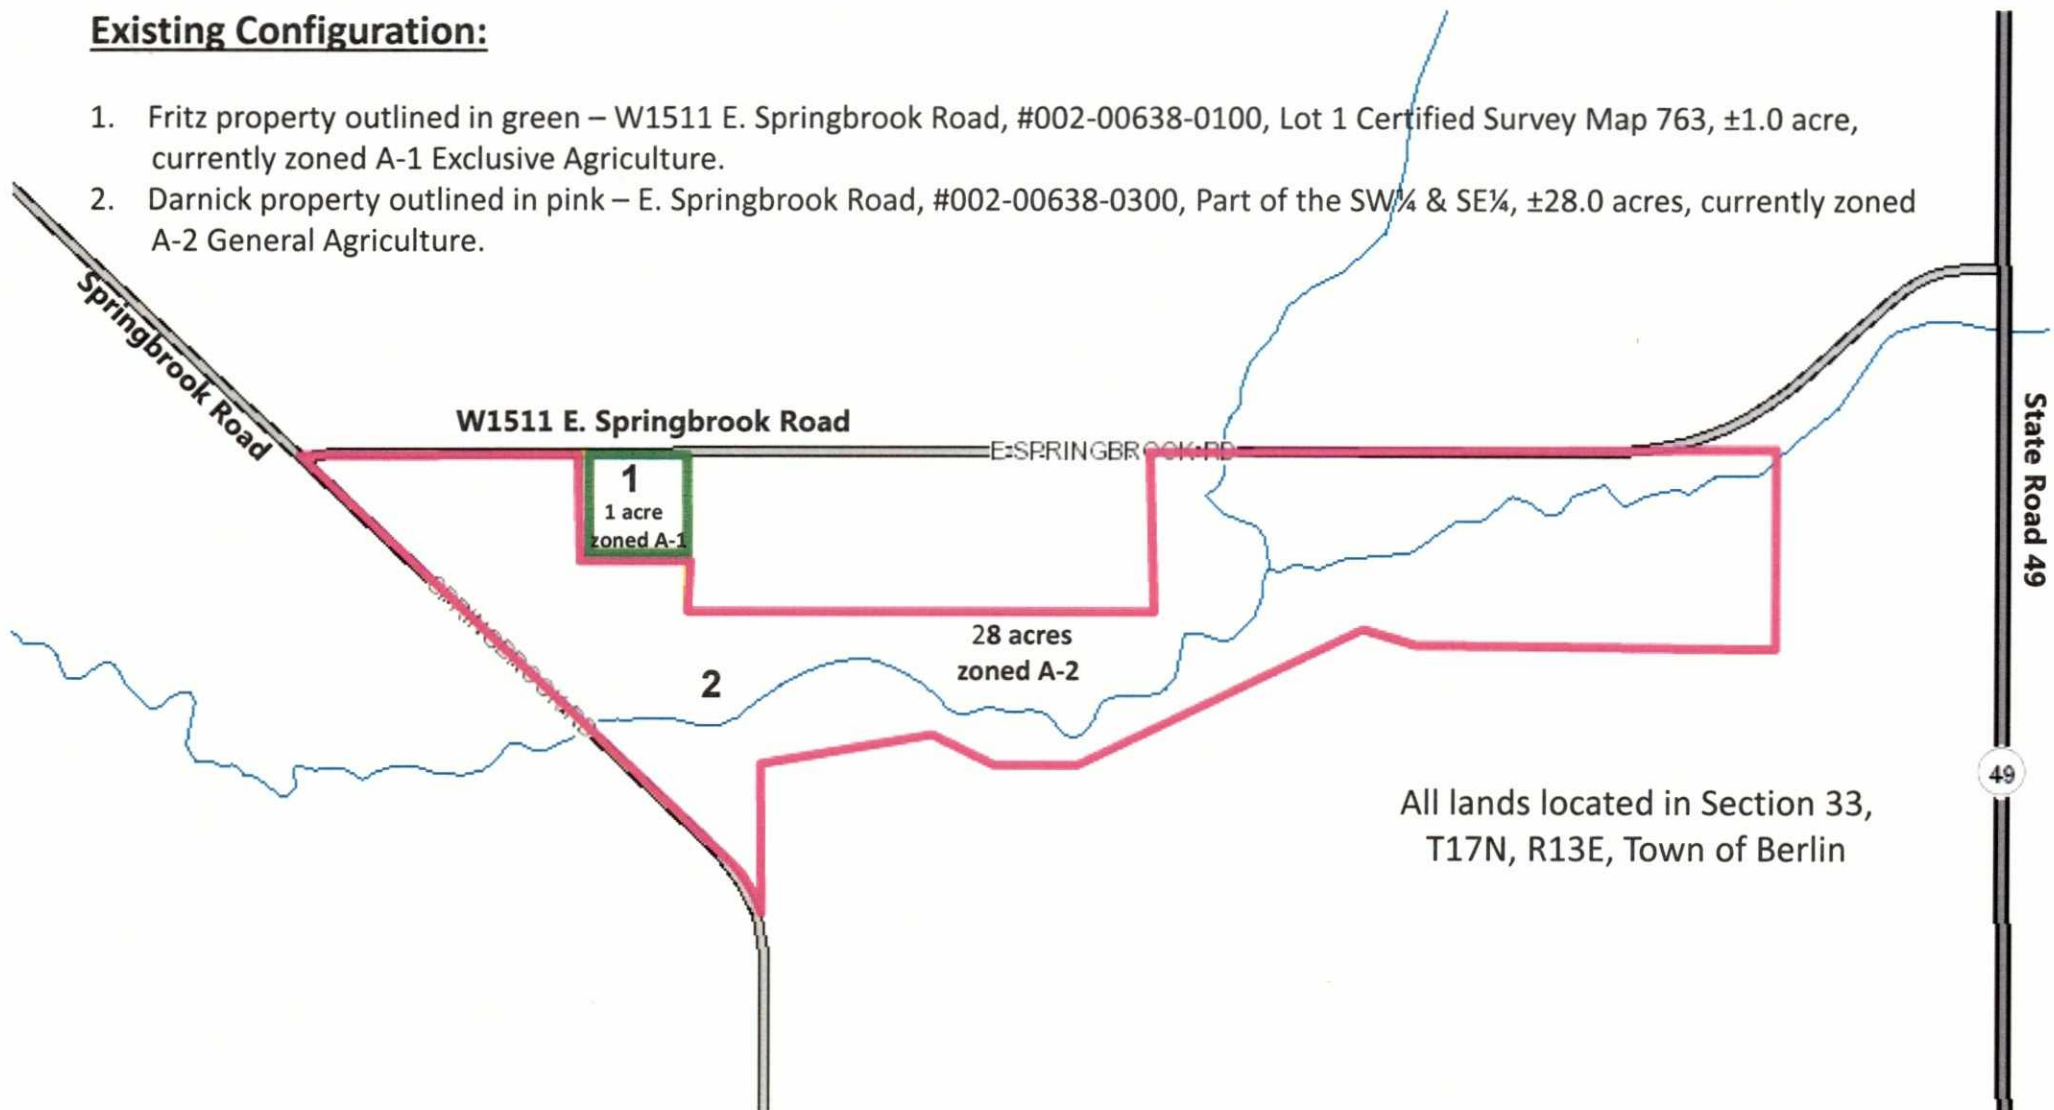 Existing Configuration:
1. Fritz property outlined in green – W1511 E. Springbrook Road, #002-00638-0100, Lot 1 Certified Survey Map 763, ±1.0 acre,
currently zoned A-1 Exclusive Agriculture.
2. Darnick property outlined in pink – E. Springbrook Road, #002-00638-0300, Part of the SW¼ & SE¼, ±28.0 acres, currently zoned
A-2 General Agriculture.
Springbrook Road
W1511 E. Springbrook Road
E SPRINGBROOK RD
1
1 acre
zoned A-1
State Road 49
SPRINGBROOK RD
28 acres
zoned A-2
2
49
All lands located in Section 33,
T17N, R13E, Town of Berlin